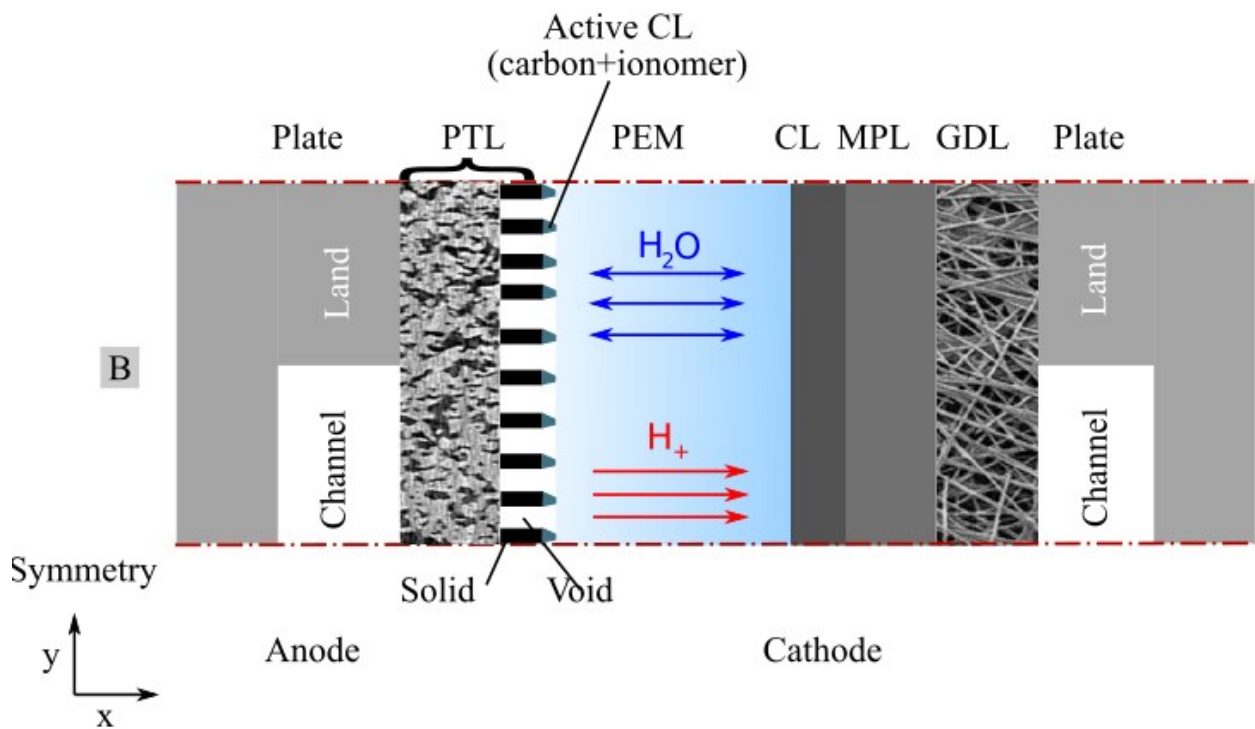 Active CL
(carbon+ionomer)
Plate PTL PEM CL MPL GDL Plate
Land
H₂O
Land
B
Channel
H₊
Channel
Symmetry
Solid Void
y
Anode
Cathode
x